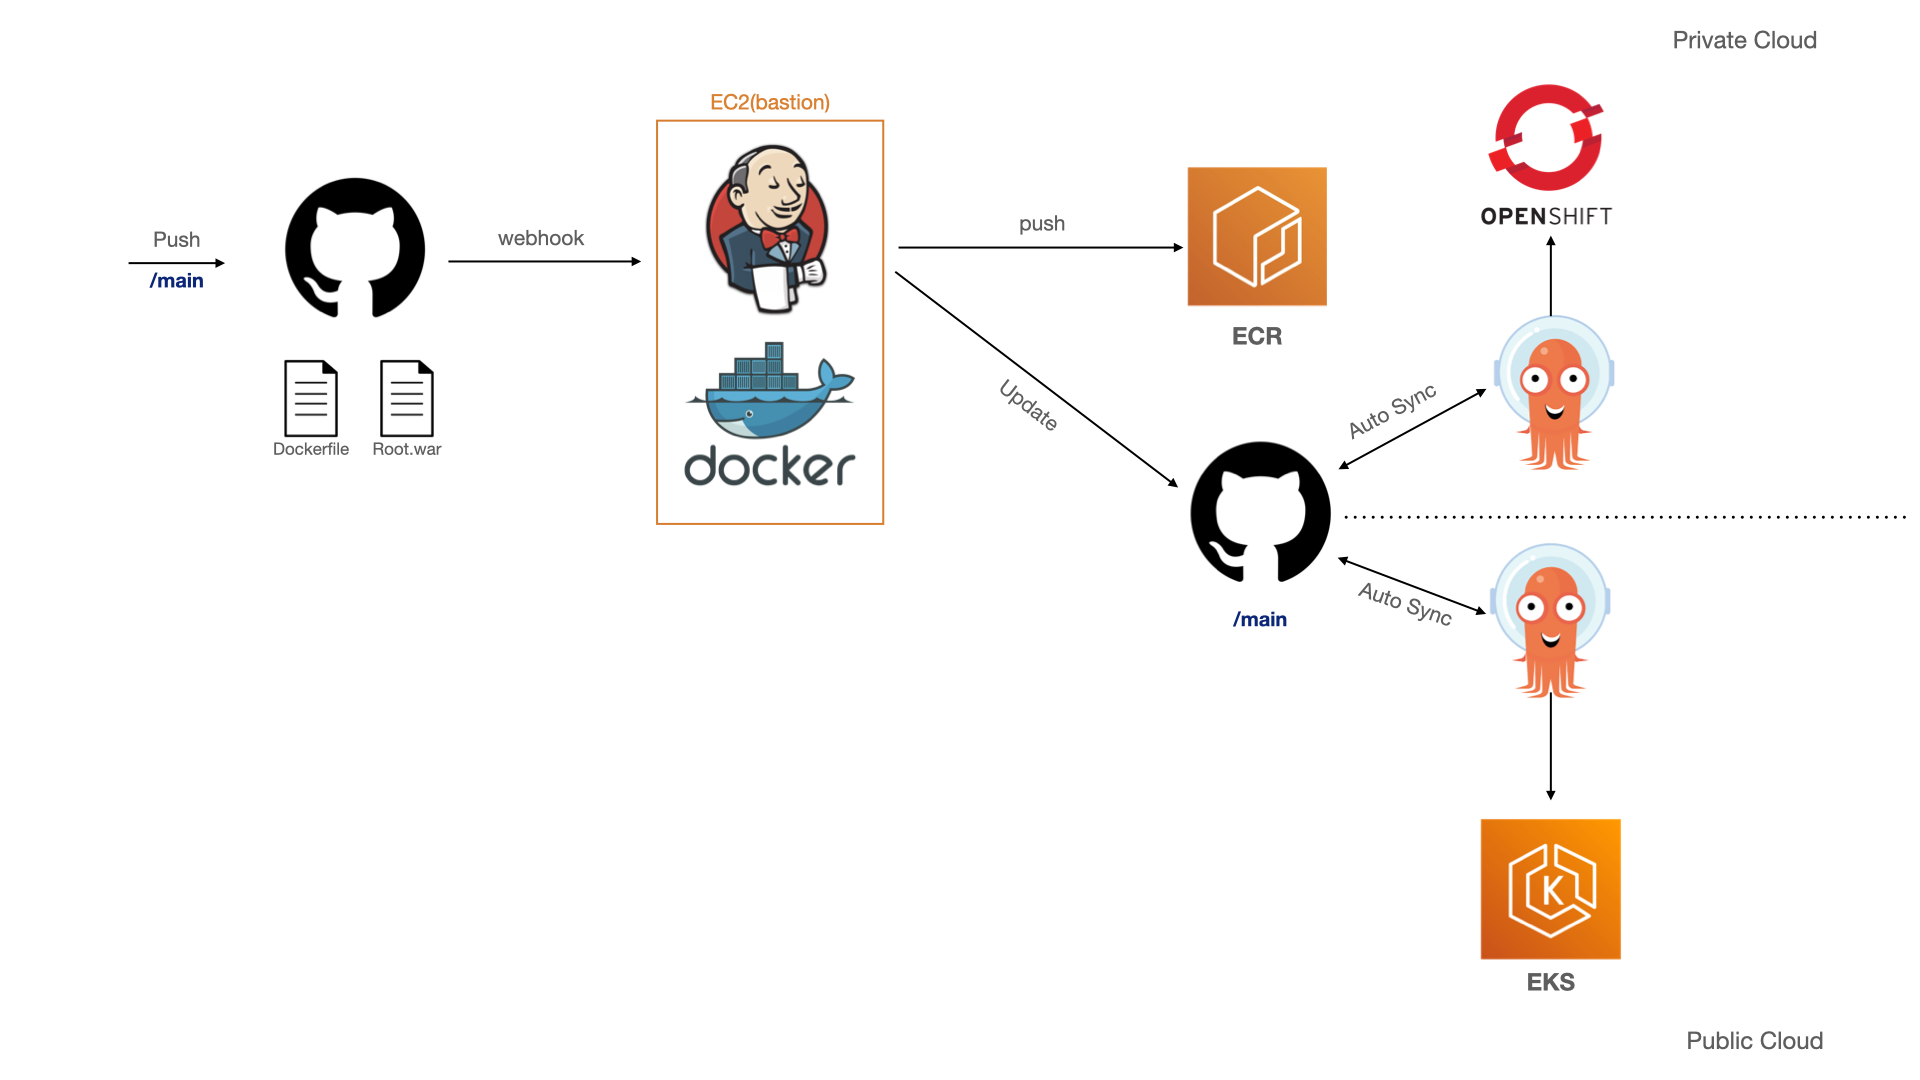 Private Cloud
EC2(bastion)
OPENSHIFT
Push
/main
webhook
push
ECR
Dockerfile
Root.war
docker
Update
Auto Sync
/main
Auto Sync
K
EKS
Public Cloud